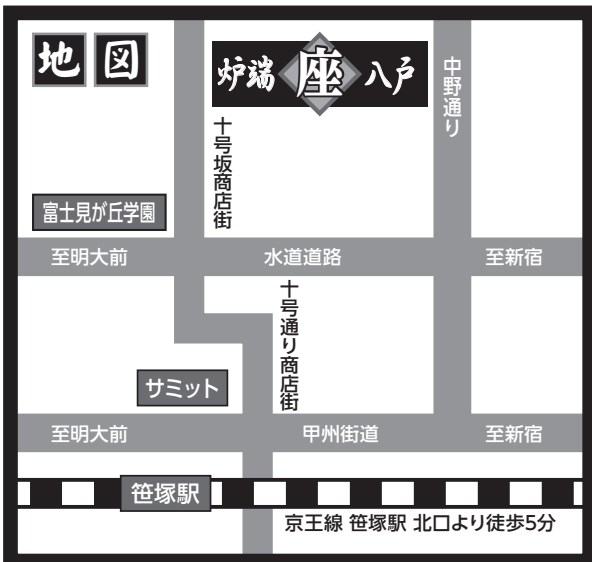 地図
炉端 座 八戸
中野通り
十号坂商店街
富士見が丘学園
至明大前 水道道路 至新宿
十号通り商店街
サミット
至明大前 甲州街道 至新宿
笹塚駅
京王線 笹塚駅 北口より徒歩5分